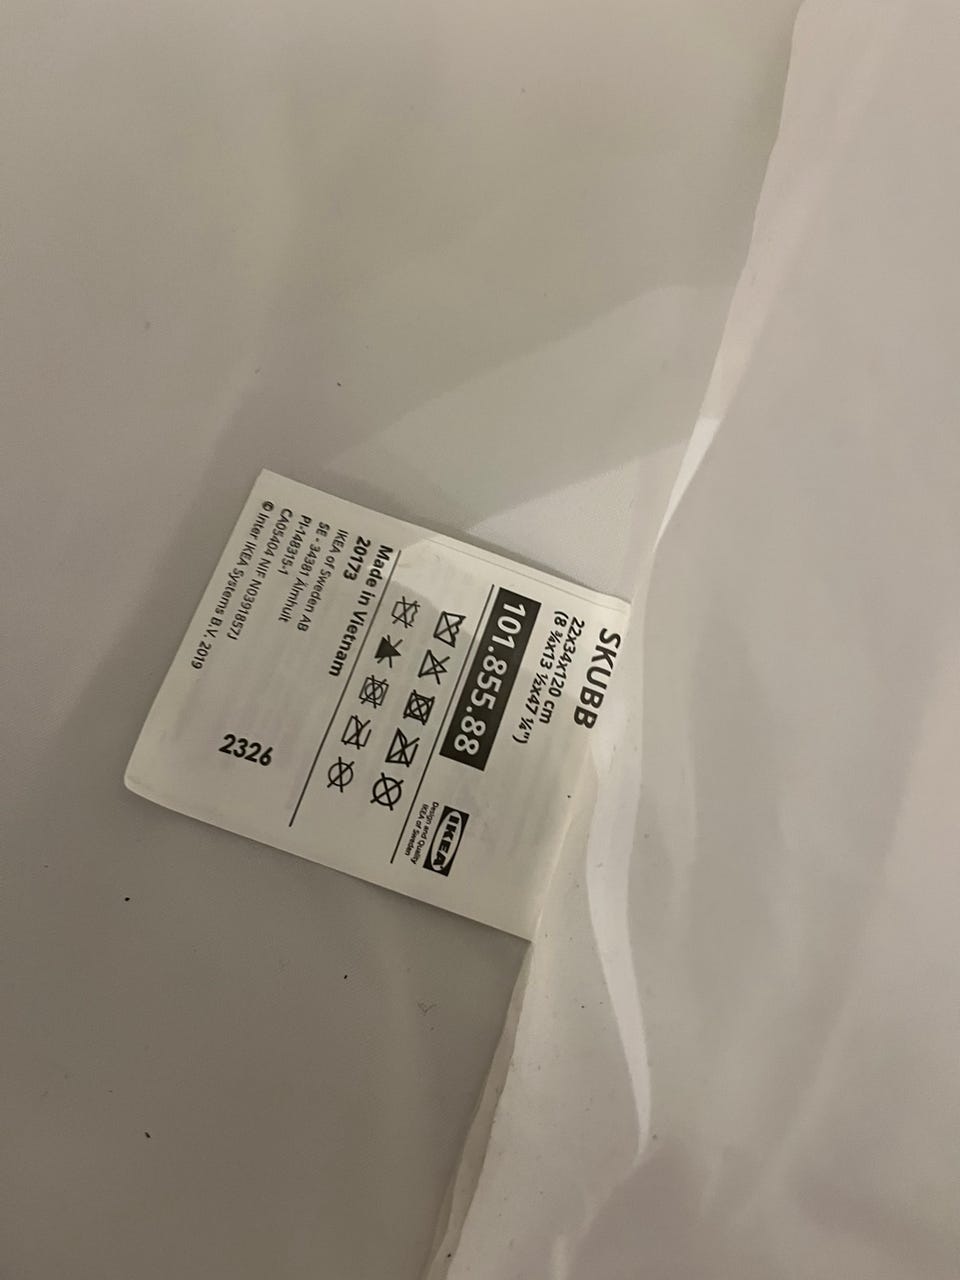 SKUBB
22x34x120 cm
(8 ¾x13 ½x47 ¼")
101.855.88
IKEA
Design and Quality
IKEA of Sweden
Made in Vietnam
20173
IKEA of Sweden AB
SE - 34381 Älmhult
PI-148315-1
CA05404 NIF N0391857J
© Inter IKEA Systems B.V. 2019
2326